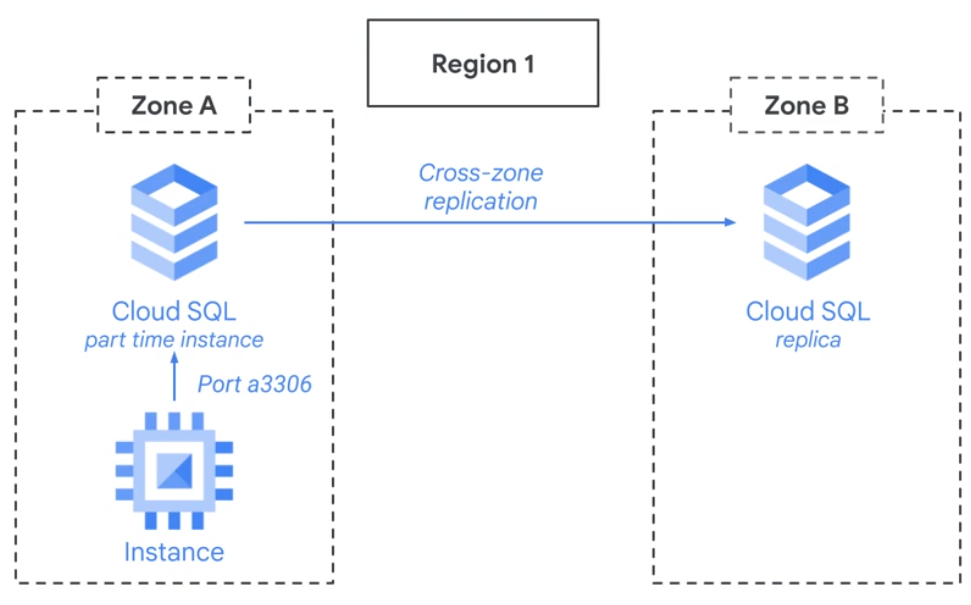 Region 1
Zone A
Zone B
Cross-zone
replication
Cloud SQL
part time instance
Cloud SQL
replica
Port a3306
Instance